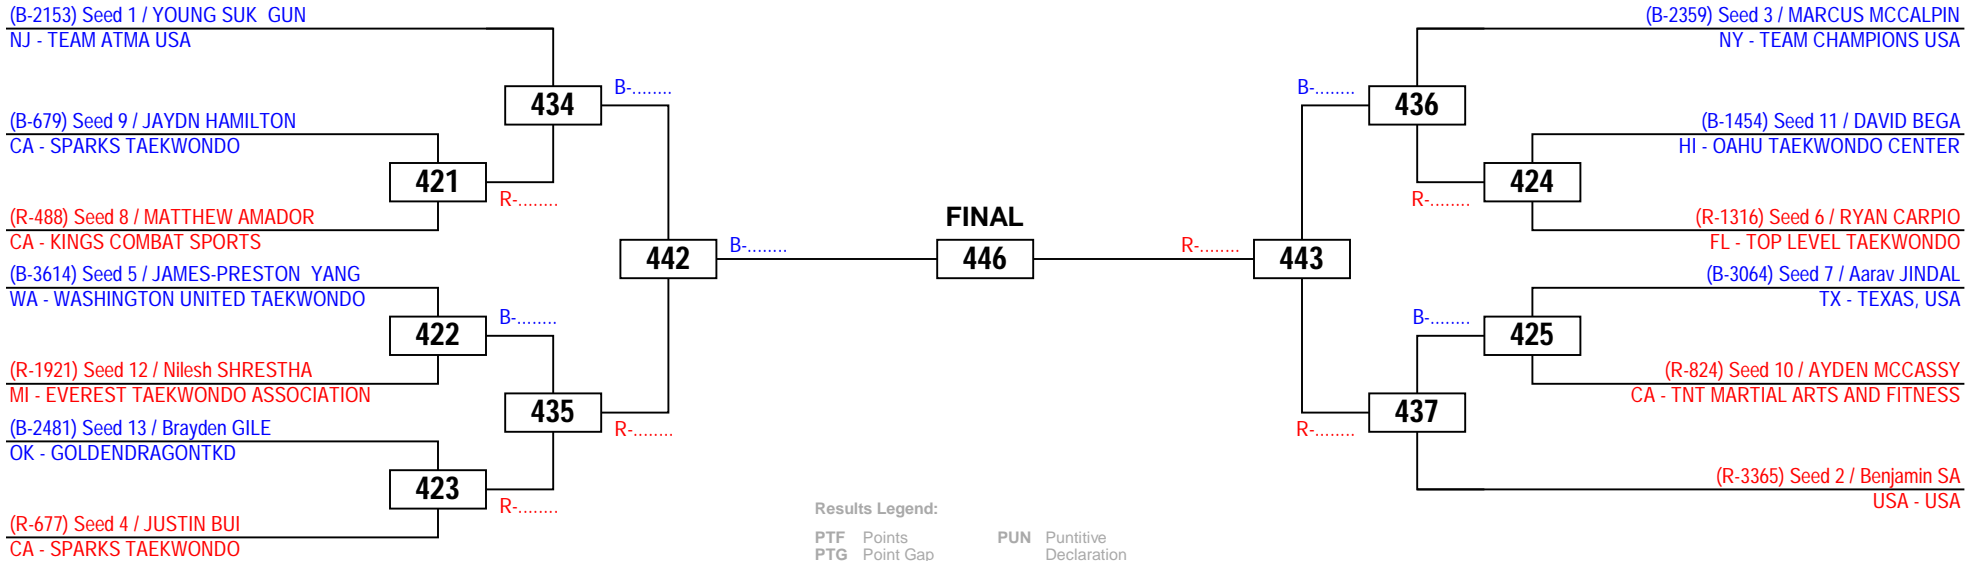 (B-2153) Seed 1 / YOUNG SUK  GUN
NJ - TEAM ATMA USA
(B-679) Seed 9 / JAYDN HAMILTON
CA - SPARKS TAEKWONDO
(R-488) Seed 8 / MATTHEW AMADOR
CA - KINGS COMBAT SPORTS
(B-3614) Seed 5 / JAMES-PRESTON  YANG
WA - WASHINGTON UNITED TAEKWONDO
(R-1921) Seed 12 / Nilesh SHRESTHA
MI - EVEREST TAEKWONDO ASSOCIATION
(B-2481) Seed 13 / Brayden GILE
OK - GOLDENDRAGONTKD
(R-677) Seed 4 / JUSTIN BUI
CA - SPARKS TAEKWONDO
421
R-........
422
B-........
423
R-........
434
B-........
435
R-........
442
B-........
FINAL
446
R-........
443
B-........
436
R-........
437
R-........
424
B-........
425
(B-2359) Seed 3 / MARCUS MCCALPIN
NY - TEAM CHAMPIONS USA
(B-1454) Seed 11 / DAVID BEGA
HI - OAHU TAEKWONDO CENTER
(R-1316) Seed 6 / RYAN CARPIO
FL - TOP LEVEL TAEKWONDO
(B-3064) Seed 7 / Aarav JINDAL
TX - TEXAS, USA
(R-824) Seed 10 / AYDEN MCCASSY
CA - TNT MARTIAL ARTS AND FITNESS
(R-3365) Seed 2 / Benjamin SA
USA - USA
Results Legend:
PTF Points
PTG Point Gap
PUN Puntitive
Declaration